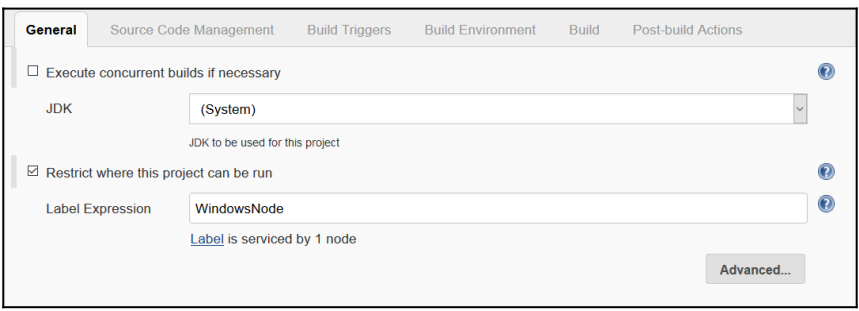 General Source Code Management Build Triggers Build Environment Build Post-build Actions
Execute concurrent builds if necessary ?
JDK (System)
JDK to be used for this project
Restrict where this project can be run ?
Label Expression WindowsNode ?
Label is serviced by 1 node
Advanced...